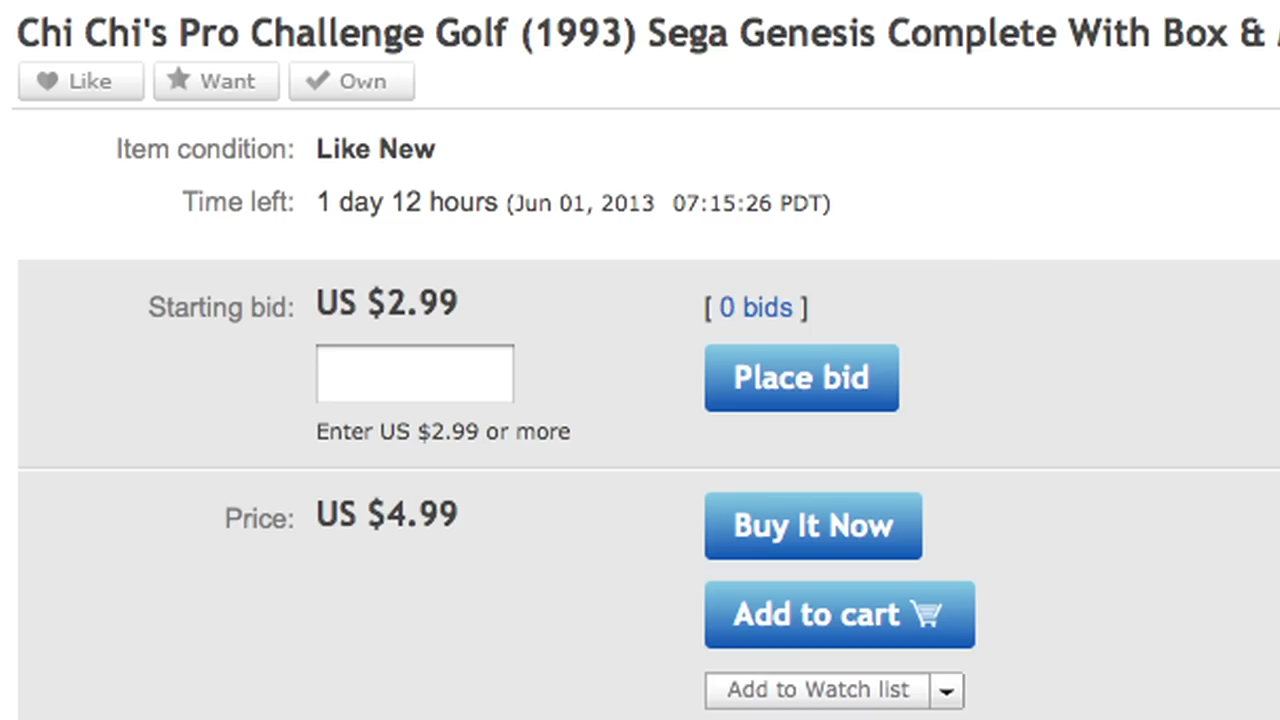 Chi Chi's Pro Challenge Golf (1993) Sega Genesis Complete With Box &
Like Want Own
Item condition: Like New
Time left: 1 day 12 hours (Jun 01, 2013 07:15:26 PDT)
Starting bid: US $2.99 [ 0 bids ]
Place bid
Enter US $2.99 or more
Price: US $4.99 Buy It Now
Add to cart
Add to Watch list